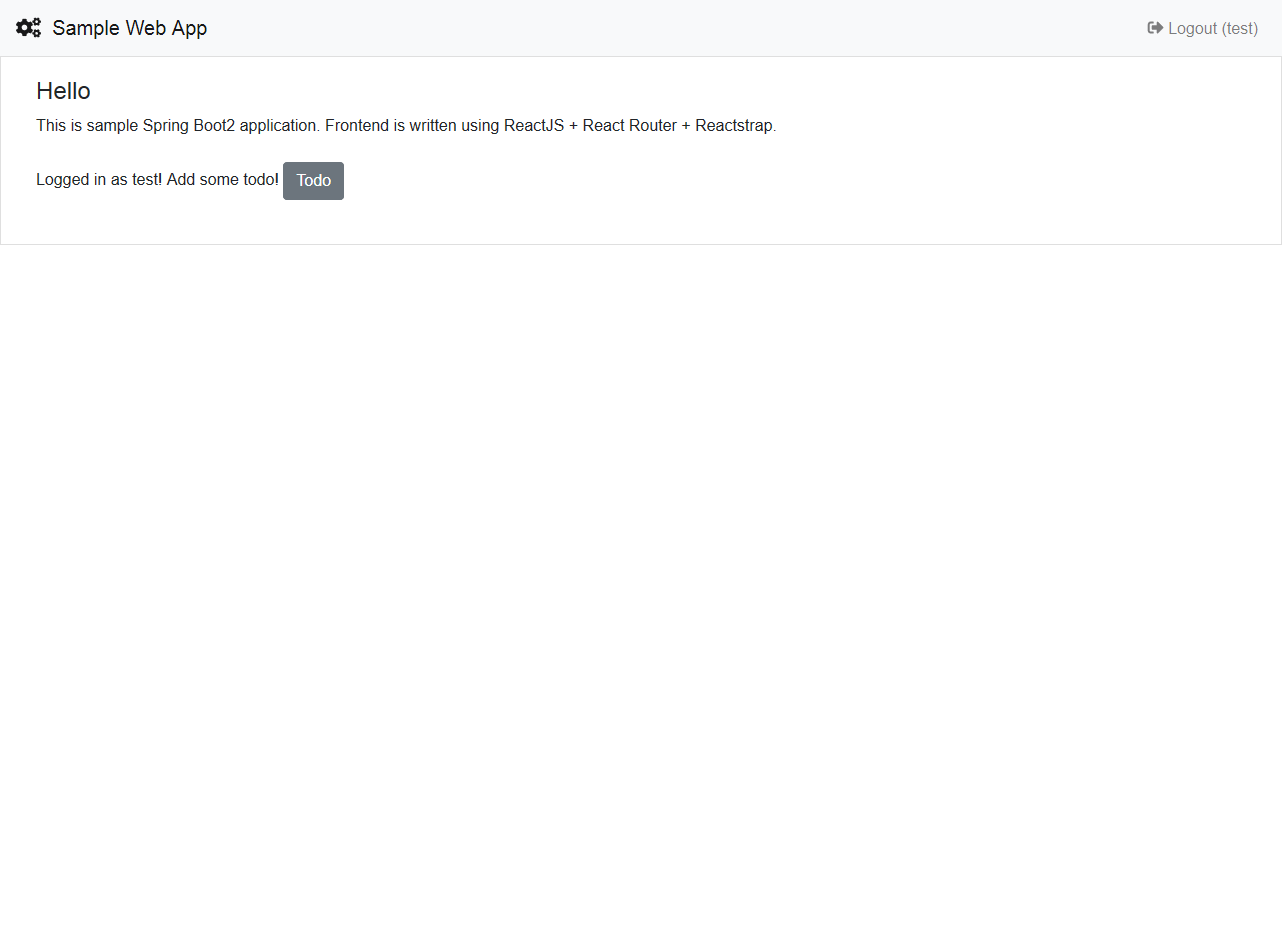 Sample Web App
Logout (test)
Hello
This is sample Spring Boot2 application. Frontend is written using ReactJS + React Router + Reactstrap.
Logged in as test! Add some todo! Todo